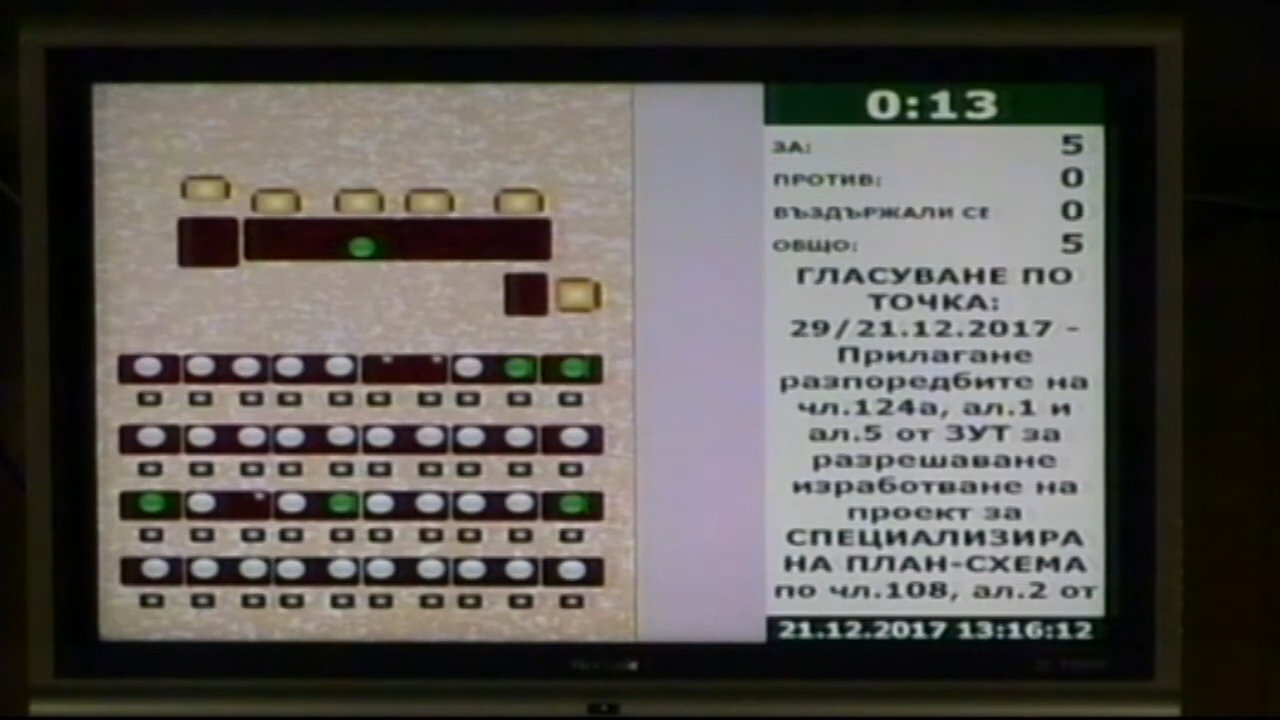 0:13
ЗА: 5
ПРОТИВ: 0
ВЪЗДЪРЖАЛИ СЕ 0
ОБЩО: 5
ГЛАСУВАНЕ ПО
ТОЧКА:
29/21.12.2017 -
Прилагане
разпоредбите на
чл.124а, ал.1 и
ал.5 от ЗУТ за
разрешаване
изработване на
проект за
СПЕЦИАЛИЗИРА
НА ПЛАН-СХЕМА
по чл.108, ал.2 от
21.12.2017 13:16:12